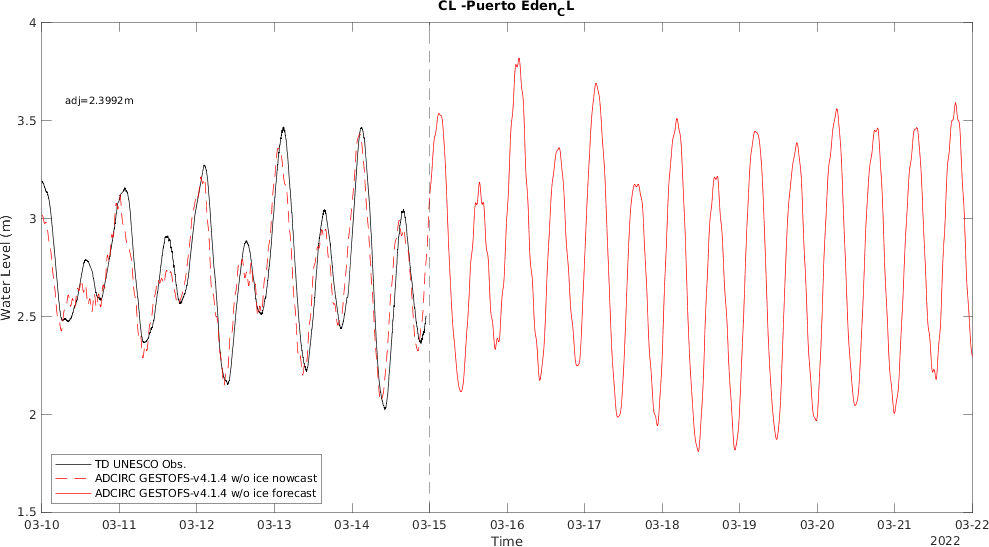 CL -Puerto Eden_CL
4
3.5
3
2.5
2
1.5
Water Level (m)
adj=2.3992m
TD UNESCO Obs.
ADCIRC GESTOFS-v4.1.4 w/o ice nowcast
ADCIRC GESTOFS-v4.1.4 w/o ice forecast
03-10 03-11 03-12 03-13 03-14 03-15 03-16 03-17 03-18 03-19 03-20 03-21 03-22
Time
2022